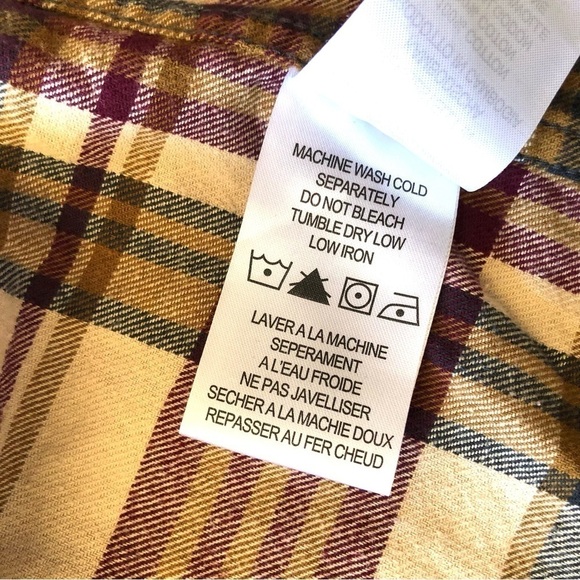 MACHINE WASH COLD
SEPARATELY
DO NOT BLEACH
TUMBLE DRY LOW
LOW IRON
LAVER A LA MACHINE
SEPERAMENT
A L'EAU FROIDE
NE PAS JAVELLISER
SECHER A LA MACHIE DOUX
REPASSER AU FER CHEUD